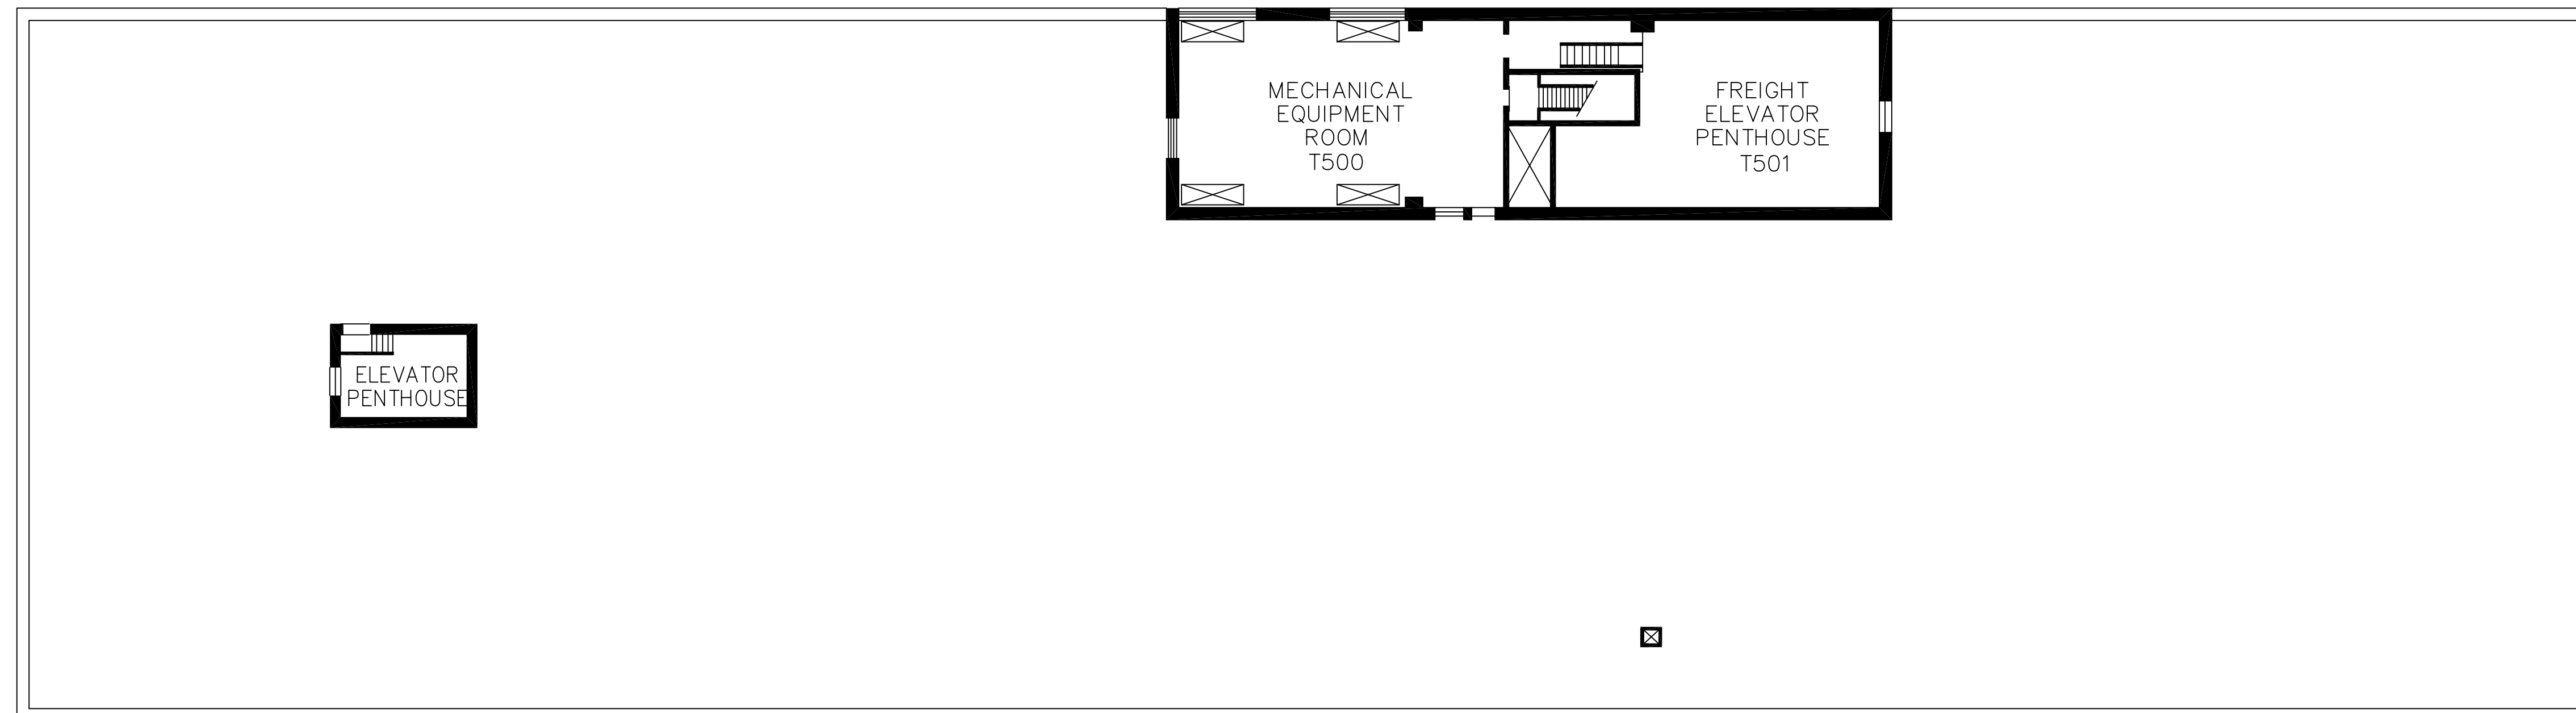 MECHANICAL
EQUIPMENT
ROOM
T500
FREIGHT
ELEVATOR
PENTHOUSE
T501
ELEVATOR
PENTHOUSE